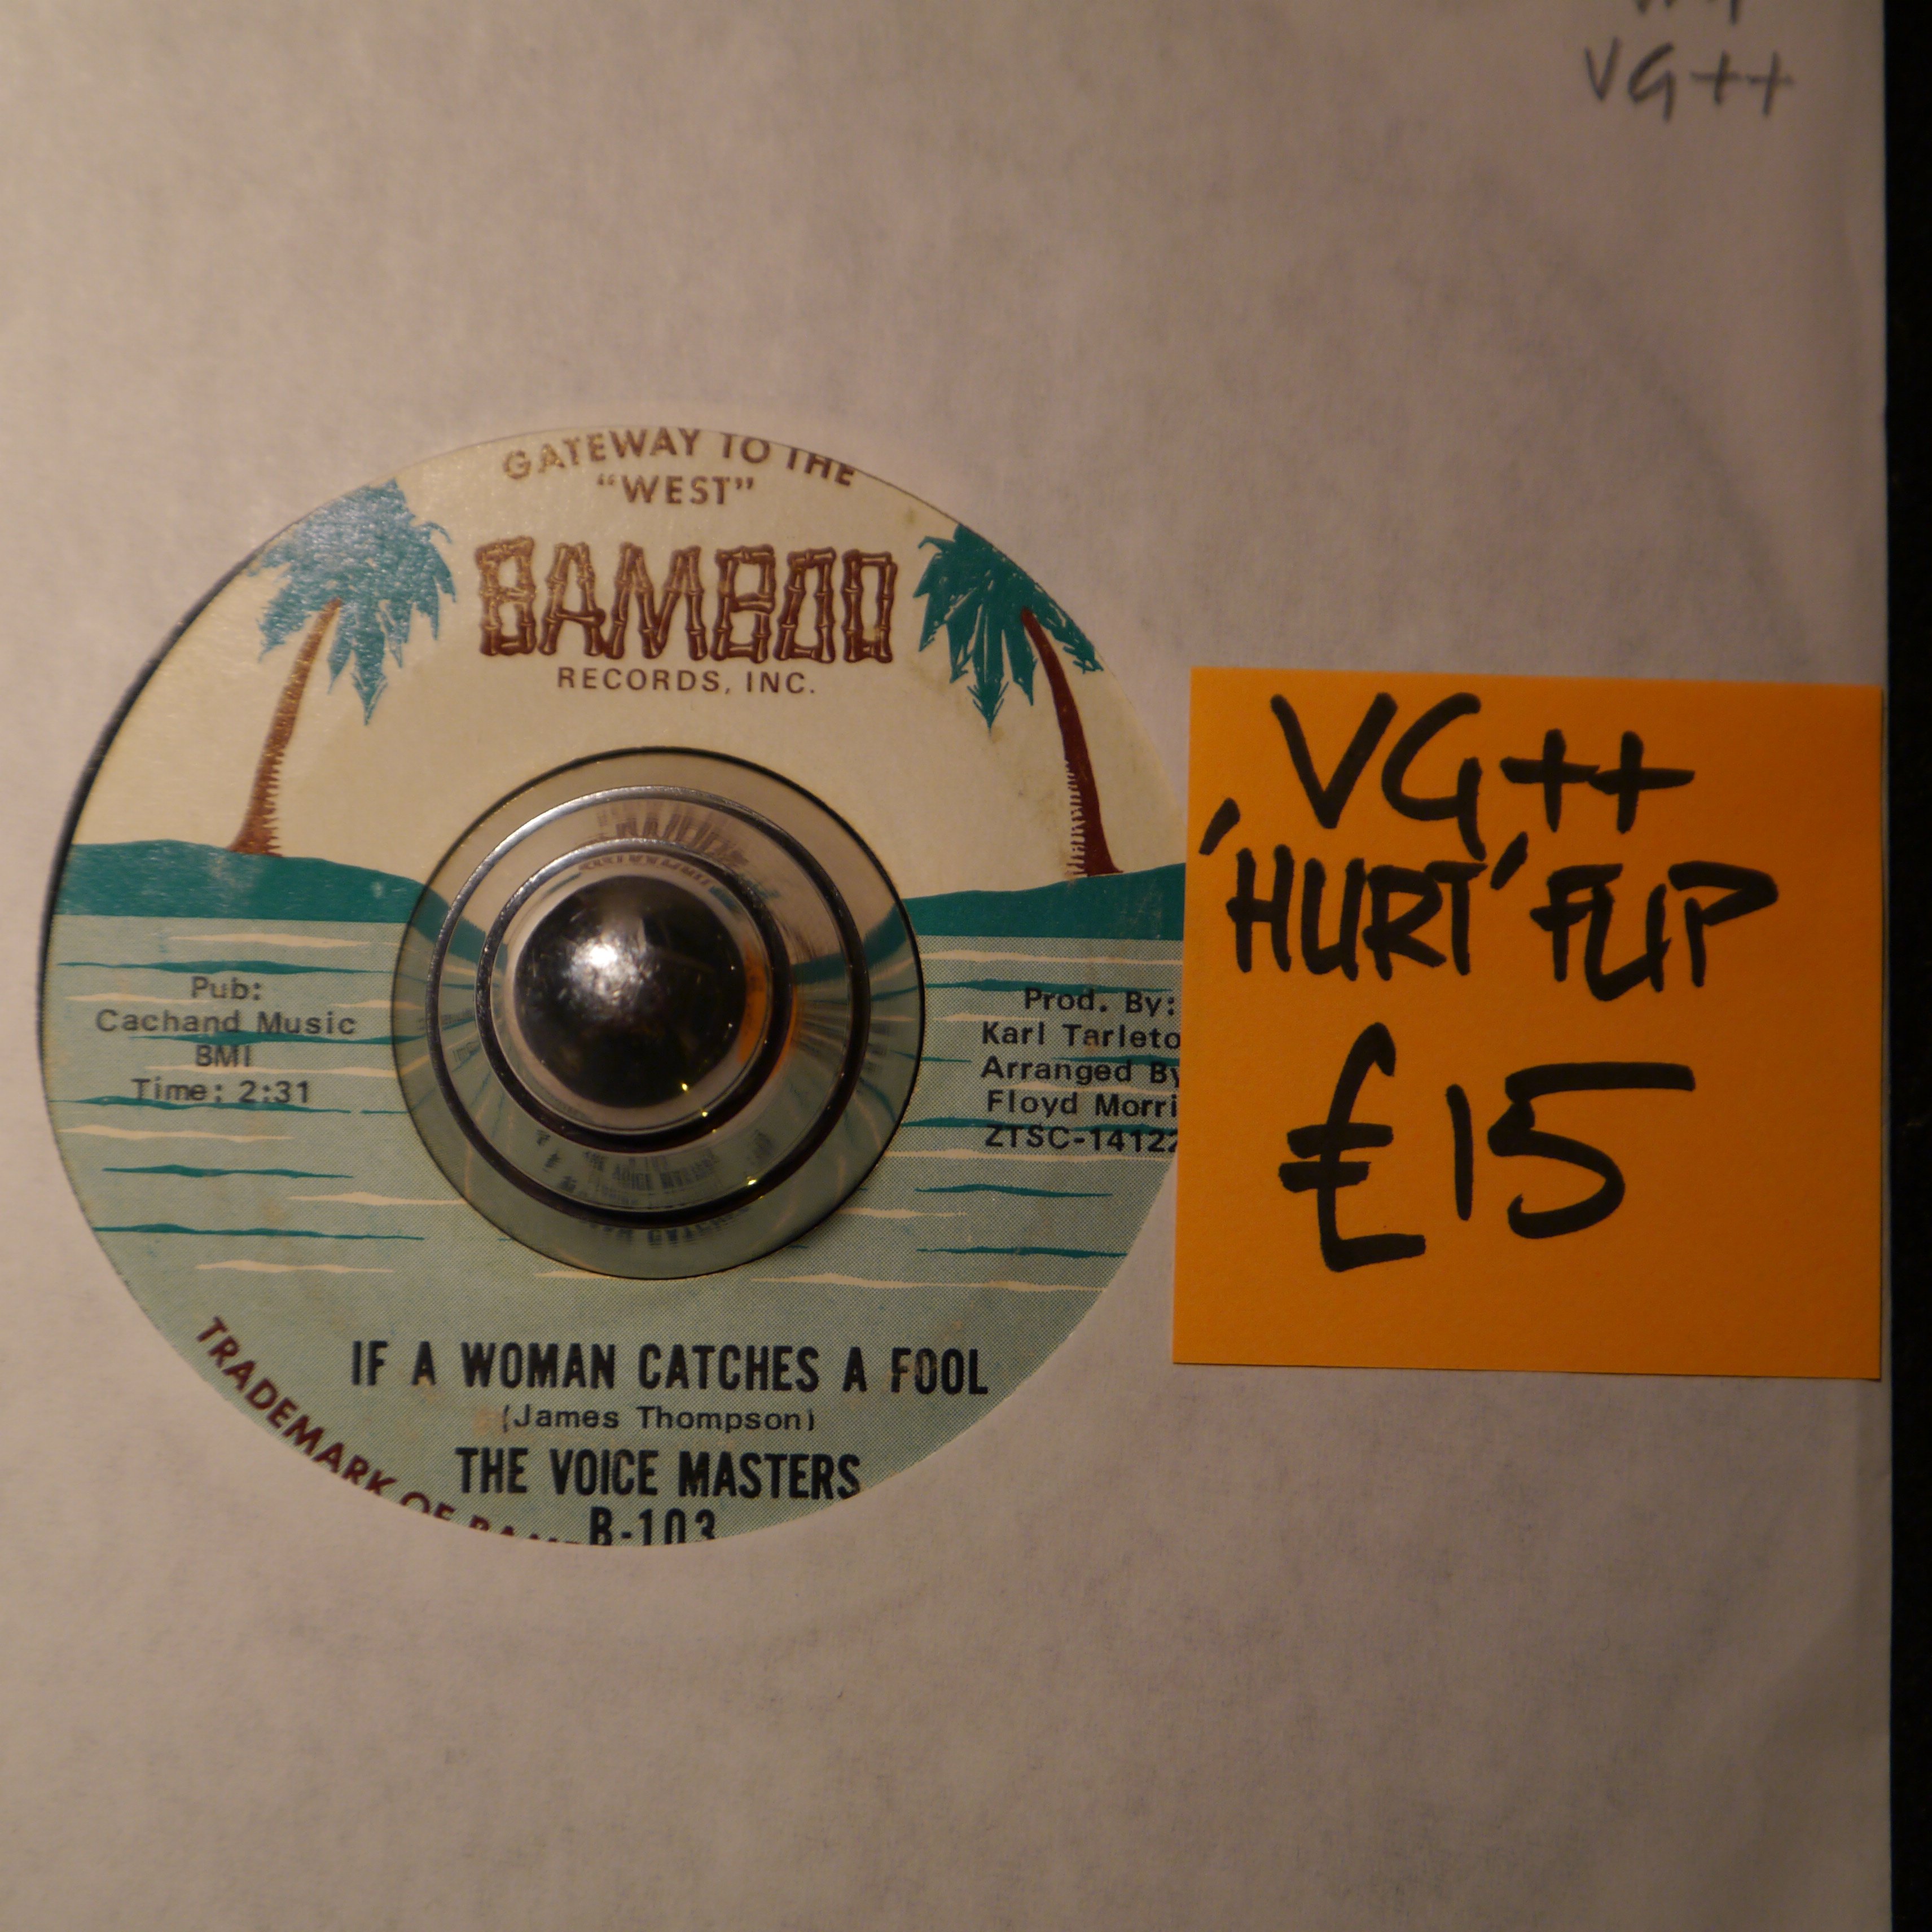 VG++
GATEWAY TO THE
"WEST"
BAMBOO
RECORDS, INC.
VG++
'HURT' FLIP
£15
Pub:
Cachand Music
BMI
Time: 2:31
Prod. By:
Karl Tarleto
Arranged By
Floyd Morri
ZTSC-14122
IF A WOMAN CATCHES A FOOL
(James Thompson)
THE VOICE MASTERS
B-103
TRADEMARK OF